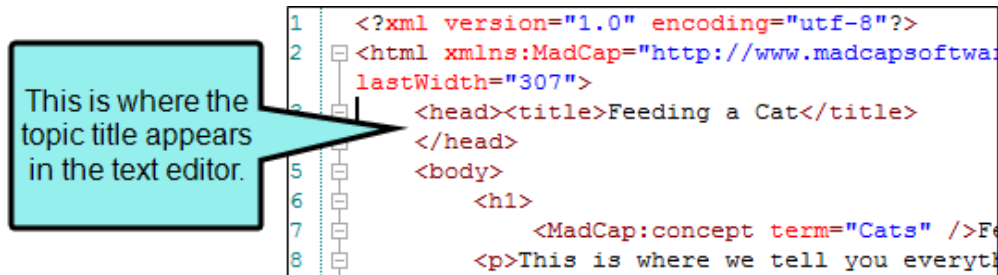 This is where the
topic title appears
in the text editor.
1 <?xml version="1.0" encoding="utf-8"?>
2 <html xmlns:MadCap="http://www.madcapsoftwar
lastWidth="307">
<head><title>Feeding a Cat</title>
</head>
5 <body>
6 <h1>
7 <MadCap:concept term="Cats" />Fe
8 <p>This is where we tell you everyth